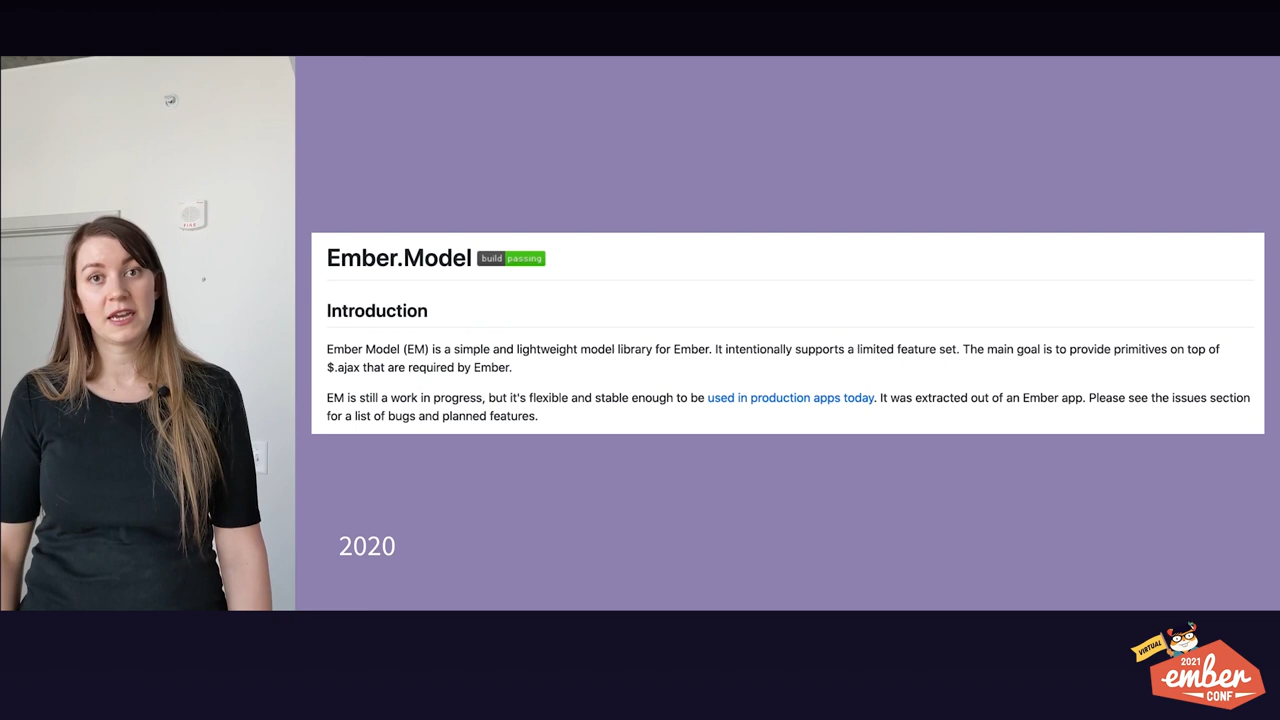 Ember.Model build passing
Introduction
Ember Model (EM) is a simple and lightweight model library for Ember. It intentionally supports a limited feature set. The main goal is to provide primitives on top of
$.ajax that are required by Ember.
EM is still a work in progress, but it's flexible and stable enough to be used in production apps today. It was extracted out of an Ember app. Please see the issues section
for a list of bugs and planned features.
2020
FIRE
VIRTUAL
2021
ember
CONF